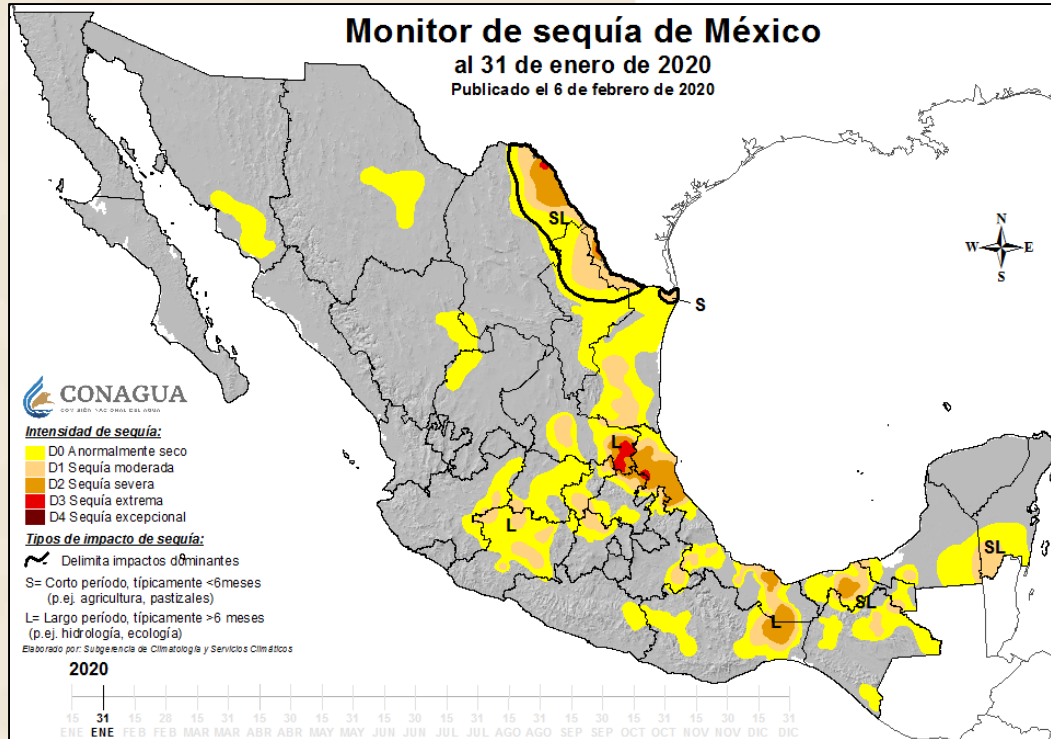 Monitor de sequía de México
al 31 de enero de 2020
Publicado el 6 de febrero de 2020
SL
N
W E
S
S
CONAGUA
COMISIÓN NACIONAL DEL AGUA
Intensidad de sequía:
D0 Anormalmente seco
D1 Sequía moderada
D2 Sequía severa
D3 Sequía extrema
D4 Sequía excepcional
L
L
SL
SL
L
Tipos de impacto de sequía:
Delimita impactos dominantes
S= Corto período, típicamente <6meses
(p.ej. agricultura, pastizales)
L= Largo período, típicamente >6 meses
(p.ej. hidrología, ecología)
Elaborado por: Subgerencia de Climatología y Servicios Climáticos
2020
15 31 15 28 15 31 15 30 15 31 15 30 15 31 15 31 15 30 15 31 15 30 15 31
ENE ENE FEB FEB MAR MAR ABR ABR MAY MAY JUN JUN JUL JUL AGO AGO SEP SEP OCT OCT NOV NOV DIC DIC